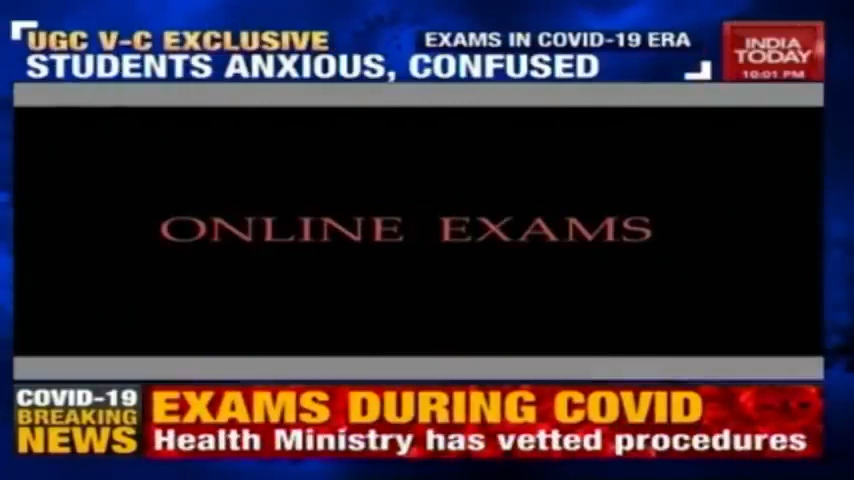 UGC V-C EXCLUSIVE
EXAMS IN COVID-19 ERA
STUDENTS ANXIOUS, CONFUSED
INDIA
TODAY
10:01 PM
ONLINE EXAMS
COVID-19
BREAKING
NEWS
EXAMS DURING COVID
Health Ministry has vetted procedures